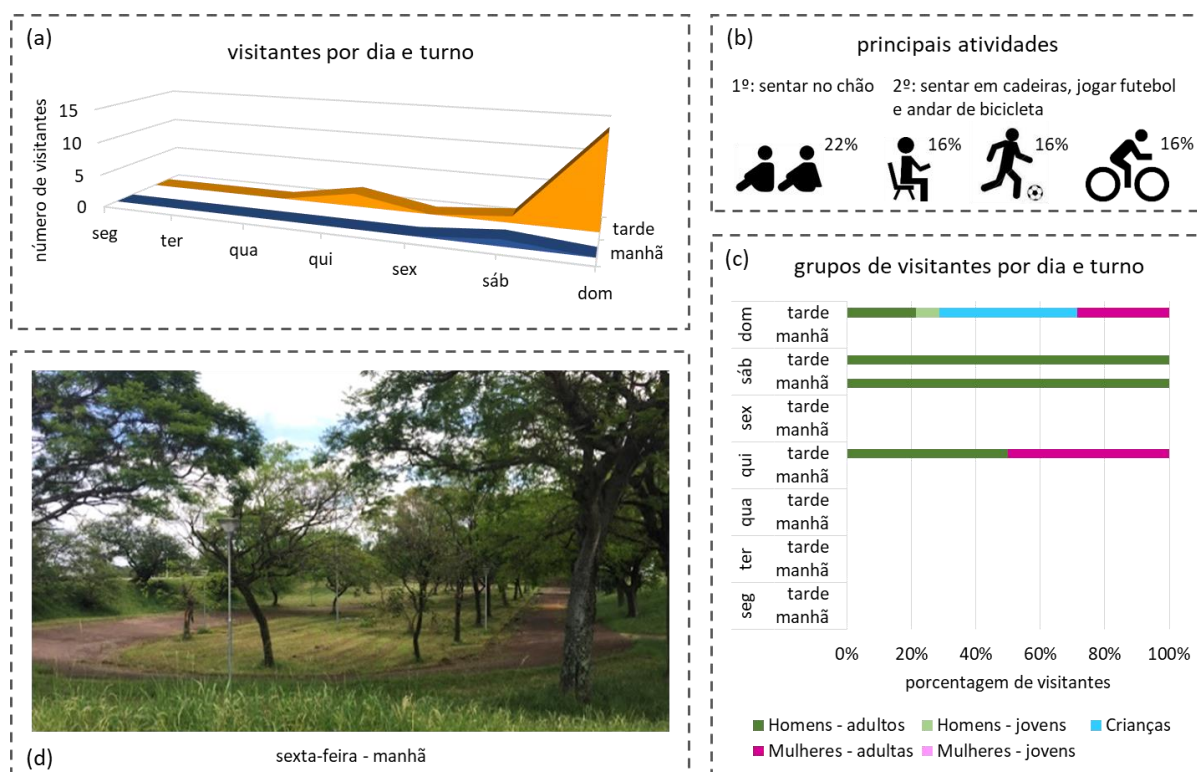 (a)
visitantes por dia e turno
número de visitantes
15
10
5
0
seg
ter
qua
qui
sex
sáb
dom
tarde
manhã
(b)
principais atividades
1º: sentar no chão
2º: sentar em cadeiras, jogar futebol
e andar de bicicleta
22%
16%
16%
16%
(c)
grupos de visitantes por dia e turno
dom
tarde
manhã
sáb
tarde
manhã
sex
tarde
manhã
qui
tarde
manhã
qua
tarde
manhã
ter
tarde
manhã
seg
tarde
manhã
0% 20% 40% 60% 80% 100%
porcentagem de visitantes
Homens - adultos Homens - jovens Crianças
Mulheres - adultas Mulheres - jovens
(d)
sexta-feira - manhã